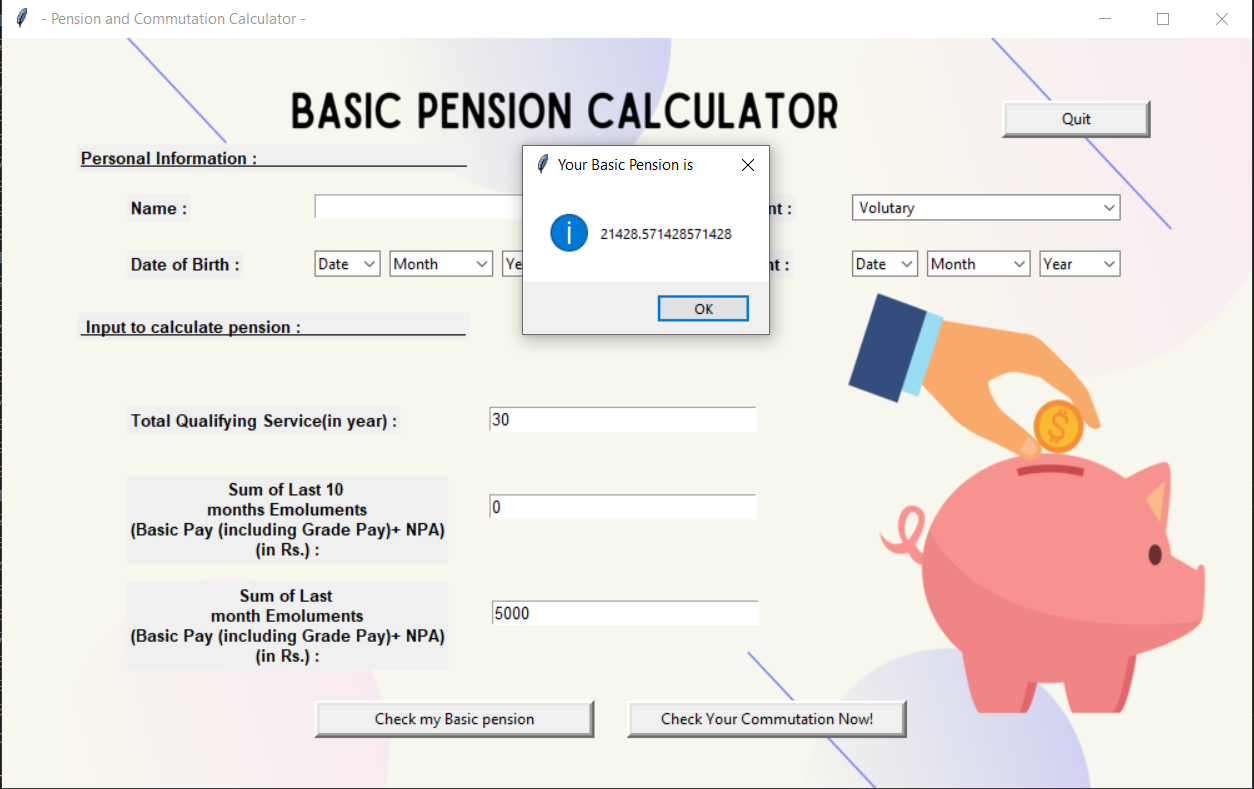 - Pension and Commutation Calculator -
BASIC PENSION CALCULATOR
Quit
Personal Information :
Your Basic Pension is
Name :
nt :
Volutary
21428.571428571428
Date of Birth :
Date
Month
Ye
nt :
Date
Month
Year
OK
Input to calculate pension :
Total Qualifying Service(in year) :
30
Sum of Last 10
months Emoluments
(Basic Pay (including Grade Pay)+ NPA)
(in Rs.) :
0
Sum of Last
month Emoluments
(Basic Pay (including Grade Pay)+ NPA)
(in Rs.) :
5000
Check my Basic pension
Check Your Commutation Now!